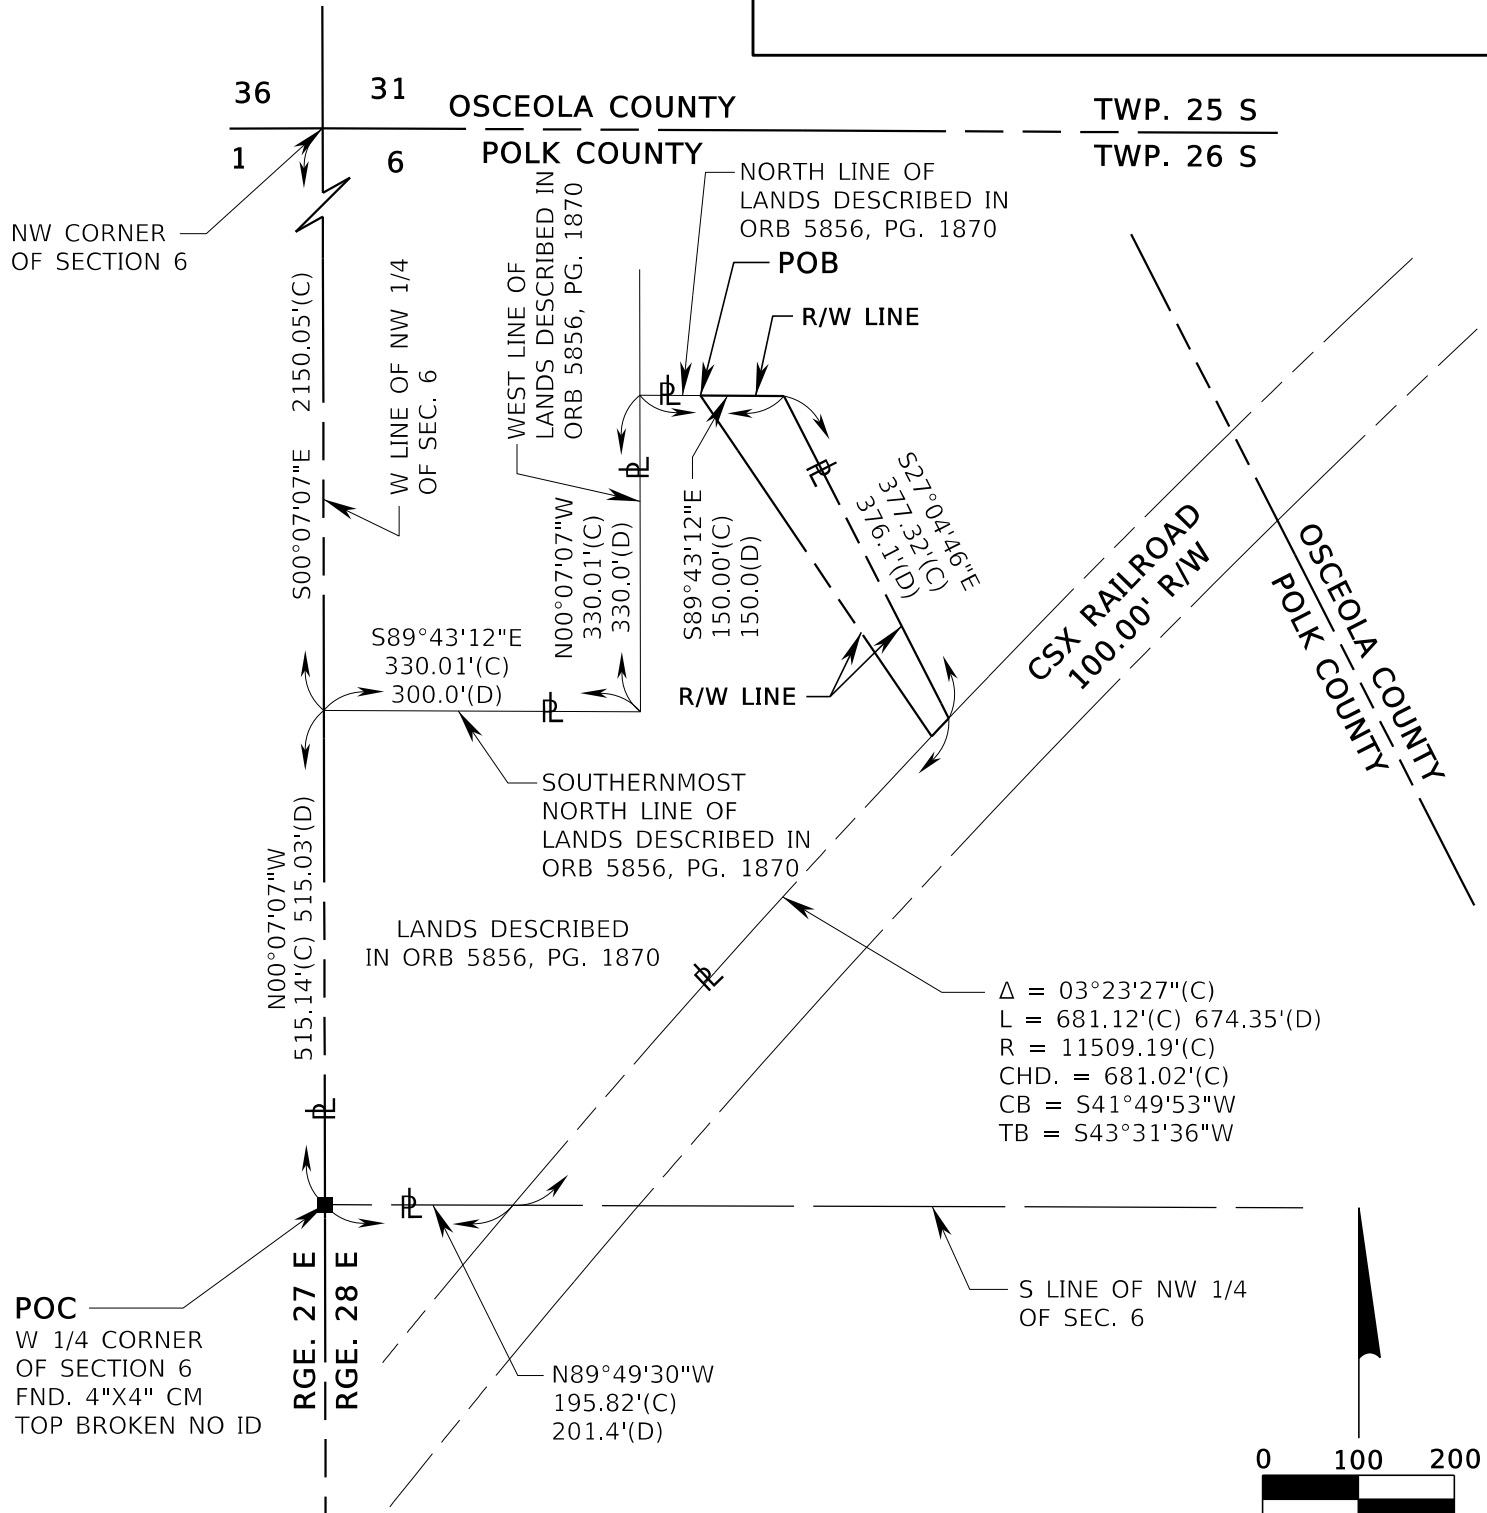 36
31
OSCEOLA COUNTY
TWP. 25 S
1
6
POLK COUNTY
TWP. 26 S
NW CORNER
OF SECTION 6
NORTH LINE OF
LANDS DESCRIBED IN
ORB 5856, PG. 1870
POB
R/W LINE
S00°07'07"E 2150.05'(C)
W LINE OF NW 1/4
OF SEC. 6
WEST LINE OF
LANDS DESCRIBED IN
ORB 5856, PG. 1870
PL
PL
PL
N00°07'07"W
330.01'(C)
330.0'(D)
S89°43'12"E
150.00'(C)
150.0(D)
S27°04'46"E
377.32'(C)
376.1'(D)
CSX RAILROAD
100.00' R/W
OSCEOLA COUNTY
POLK COUNTY
S89°43'12"E
330.01'(C)
300.0'(D)
PL
R/W LINE
SOUTHERNMOST
NORTH LINE OF
LANDS DESCRIBED IN
ORB 5856, PG. 1870
N00°07'07"W
515.14'(C) 515.03'(D)
LANDS DESCRIBED
IN ORB 5856, PG. 1870
PL
Δ = 03°23'27"(C)
L = 681.12'(C) 674.35'(D)
R = 11509.19'(C)
CHD. = 681.02'(C)
CB = S41°49'53"W
TB = S43°31'36"W
PL
PL
POC
W 1/4 CORNER
OF SECTION 6
FND. 4"X4" CM
TOP BROKEN NO ID
RGE. 27 E
RGE. 28 E
N89°49'30"W
195.82'(C)
201.4'(D)
S LINE OF NW 1/4
OF SEC. 6
0 100 200